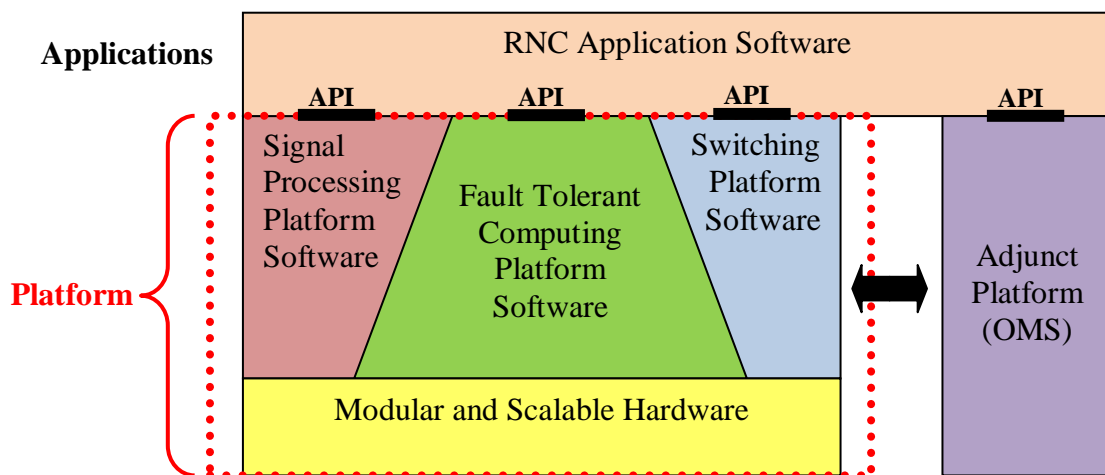 RNC Application Software
Applications
API
API
API
API
Signal
Processing
Platform
Software
Fault Tolerant
Computing
Platform
Software
Switching
Platform
Software
Adjunct
Platform
(OMS)
Platform
Modular and Scalable Hardware